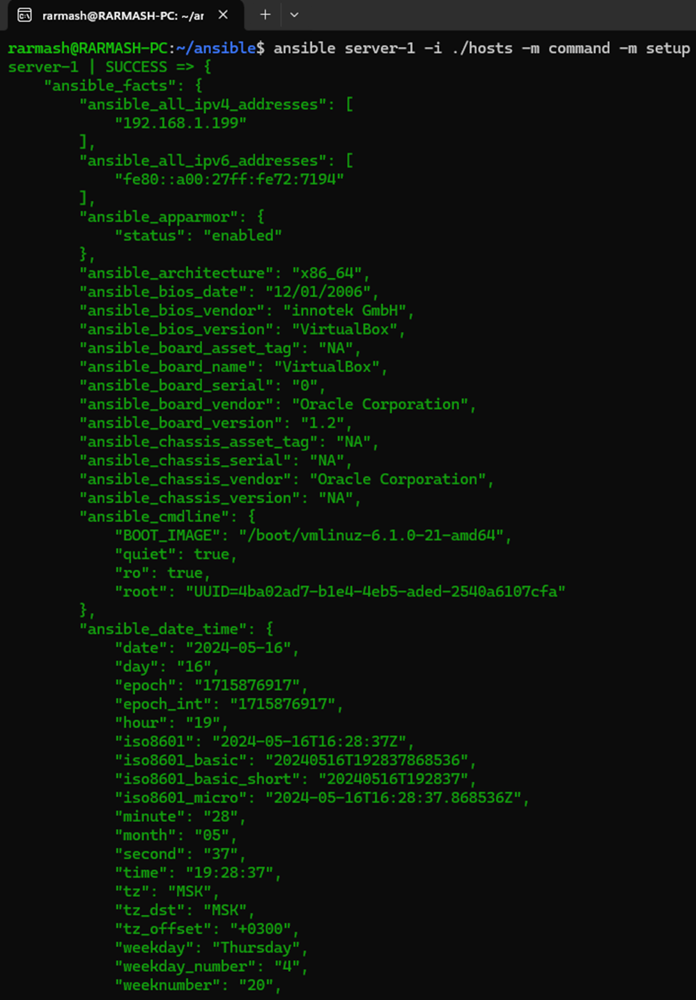 rarmash@RARMASH-PC: ~/ar
rarmash@RARMASH-PC:~/ansible$ ansible server-1 -i ./hosts -m command -m setup
server-1 | SUCCESS => {
    "ansible_facts": {
        "ansible_all_ipv4_addresses": [
            "192.168.1.199"
        ],
        "ansible_all_ipv6_addresses": [
            "fe80::a00:27ff:fe72:7194"
        ],
        "ansible_apparmor": {
            "status": "enabled"
        },
        "ansible_architecture": "x86_64",
        "ansible_bios_date": "12/01/2006",
        "ansible_bios_vendor": "innotek GmbH",
        "ansible_bios_version": "VirtualBox",
        "ansible_board_asset_tag": "NA",
        "ansible_board_name": "VirtualBox",
        "ansible_board_serial": "0",
        "ansible_board_vendor": "Oracle Corporation",
        "ansible_board_version": "1.2",
        "ansible_chassis_asset_tag": "NA",
        "ansible_chassis_serial": "NA",
        "ansible_chassis_vendor": "Oracle Corporation",
        "ansible_chassis_version": "NA",
        "ansible_cmdline": {
            "BOOT_IMAGE": "/boot/vmlinuz-6.1.0-21-amd64",
            "quiet": true,
            "ro": true,
            "root": "UUID=4ba02ad7-b1e4-4eb5-aded-2540a6107cfa"
        },
        "ansible_date_time": {
            "date": "2024-05-16",
            "day": "16",
            "epoch": "1715876917",
            "epoch_int": "1715876917",
            "hour": "19",
            "iso8601": "2024-05-16T16:28:37Z",
            "iso8601_basic": "20240516T192837868536",
            "iso8601_basic_short": "20240516T192837",
            "iso8601_micro": "2024-05-16T16:28:37.868536Z",
            "minute": "28",
            "month": "05",
            "second": "37",
            "time": "19:28:37",
            "tz": "MSK",
            "tz_dst": "MSK",
            "tz_offset": "+0300",
            "weekday": "Thursday",
            "weekday_number": "4",
            "weeknumber": "20",